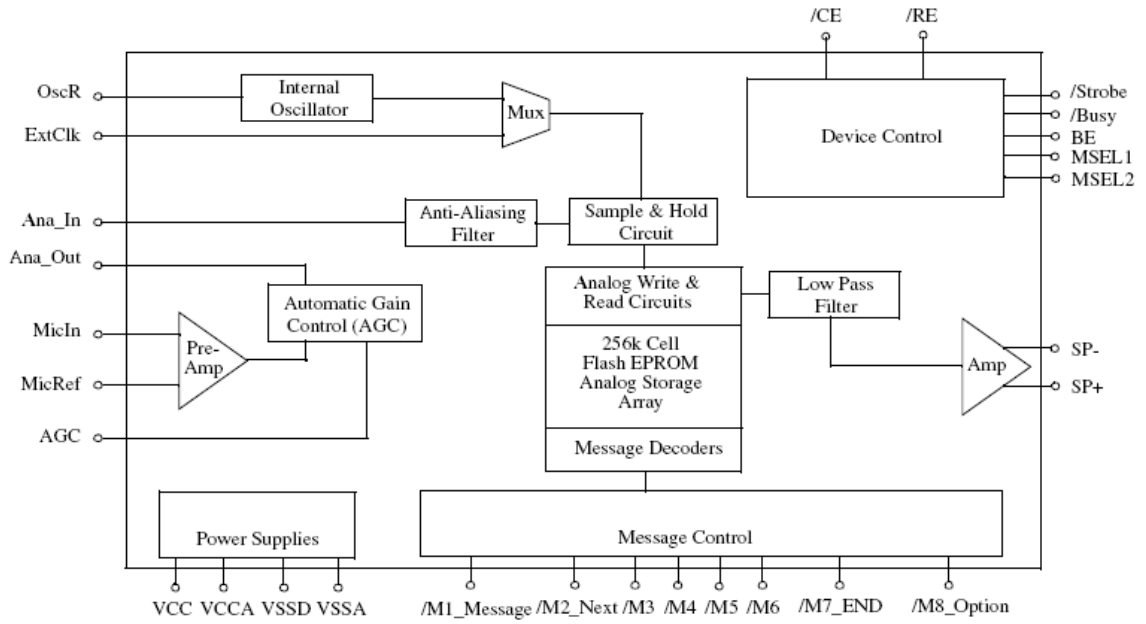 /CE
/RE
OscR
Internal
Oscillator
Mux
ExtClk
/Strobe
/Busy
BE
MSEL1
MSEL2
Device Control
Ana_In
Anti-Aliasing
Filter
Sample & Hold
Circuit
Ana_Out
Automatic Gain
Control (AGC)
Analog Write &
Read Circuits
Low Pass
Filter
MicIn
Pre-
Amp
MicRef
256k Cell
Flash EPROM
Analog Storage
Array
Amp
SP-
SP+
AGC
Message Decoders
Power Supplies
Message Control
VCC VCCA VSSD VSSA
/M1_Message /M2_Next /M3 /M4 /M5 /M6 /M7_END /M8_Option